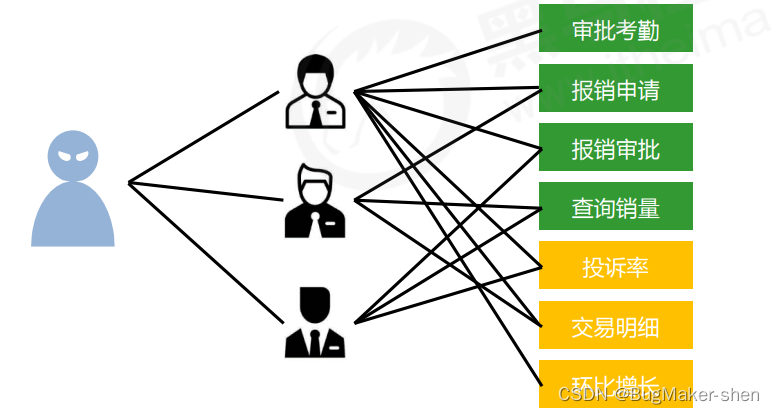 审批考勤
报销申请
报销审批
查询销量
投诉率
交易明细
环比增长
CSDN @BugMaker-shen